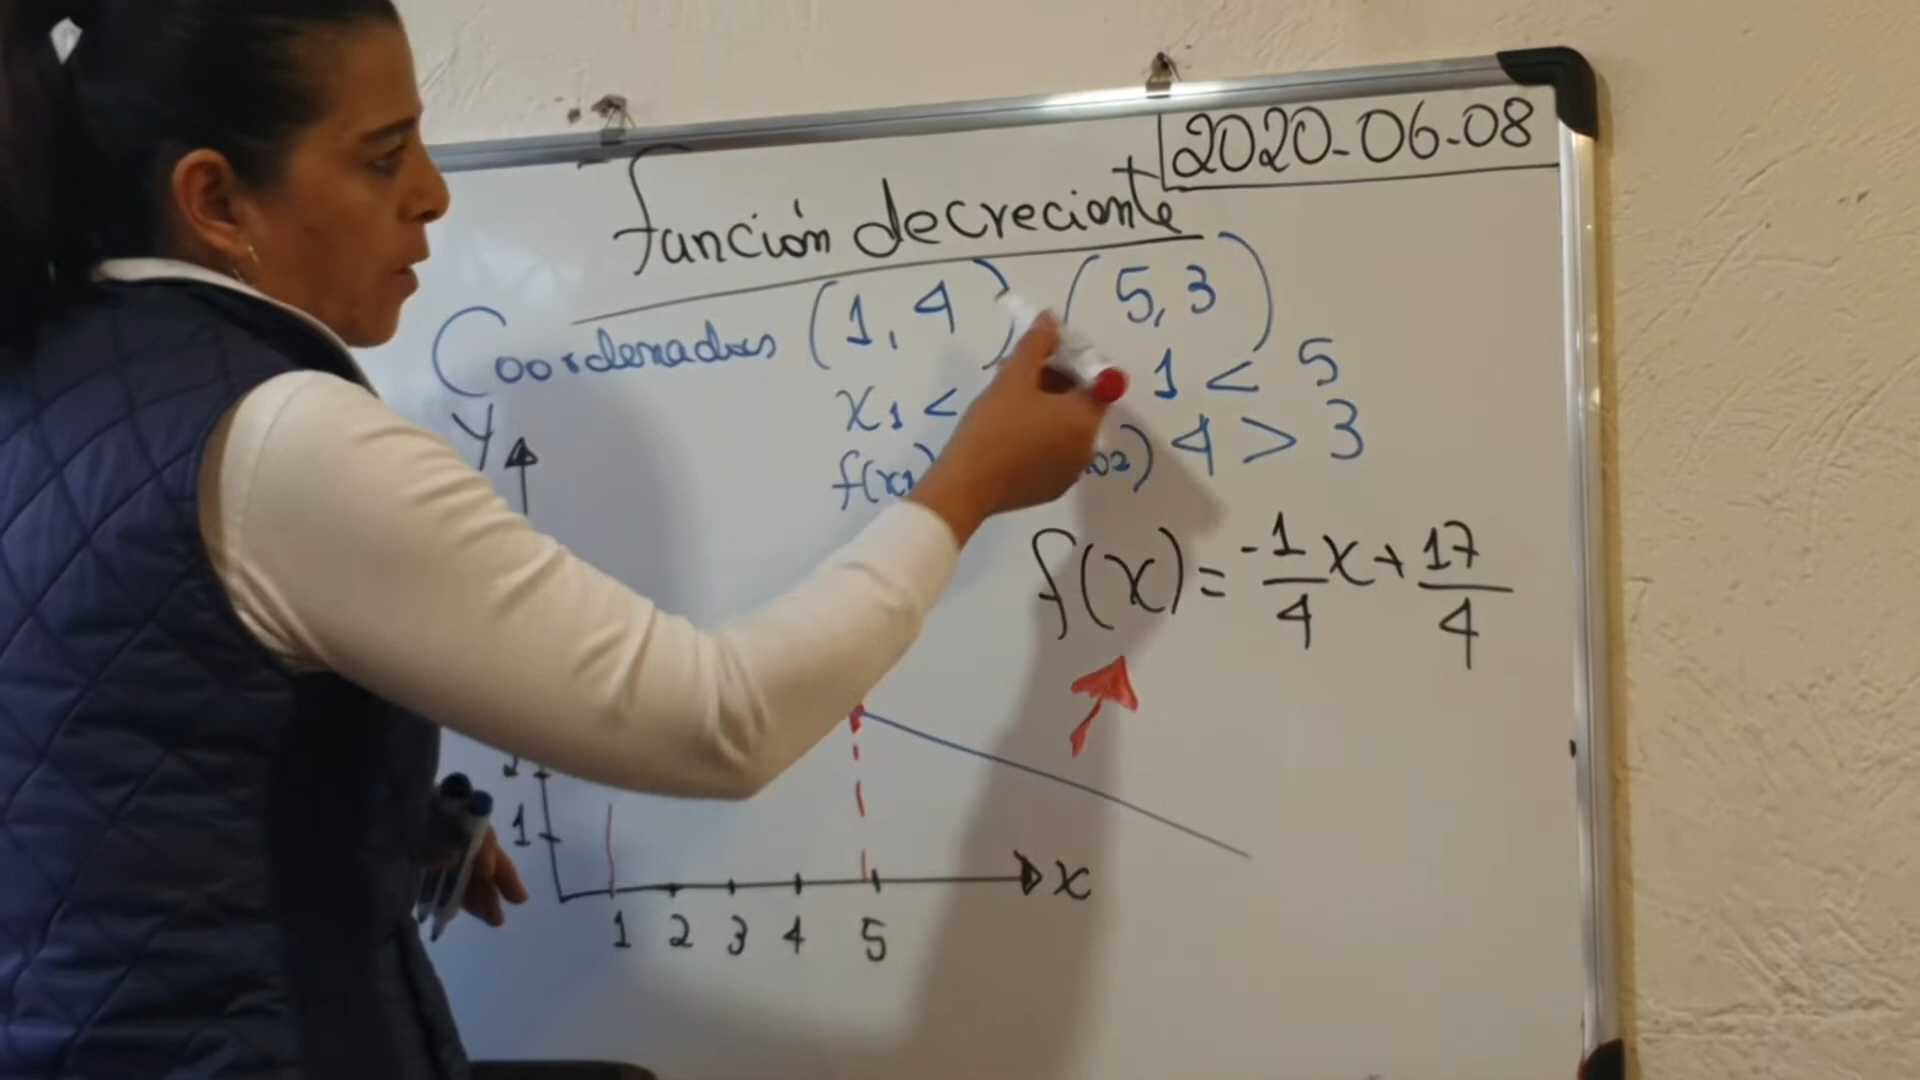 2020-06-08
función decreciente
Coordenadas (1, 4) (5, 3)
x1 < 1 < 5
f(x1) 4 > 3
f(x) = -1/4 x + 17/4
y
1
x
1 2 3 4 5